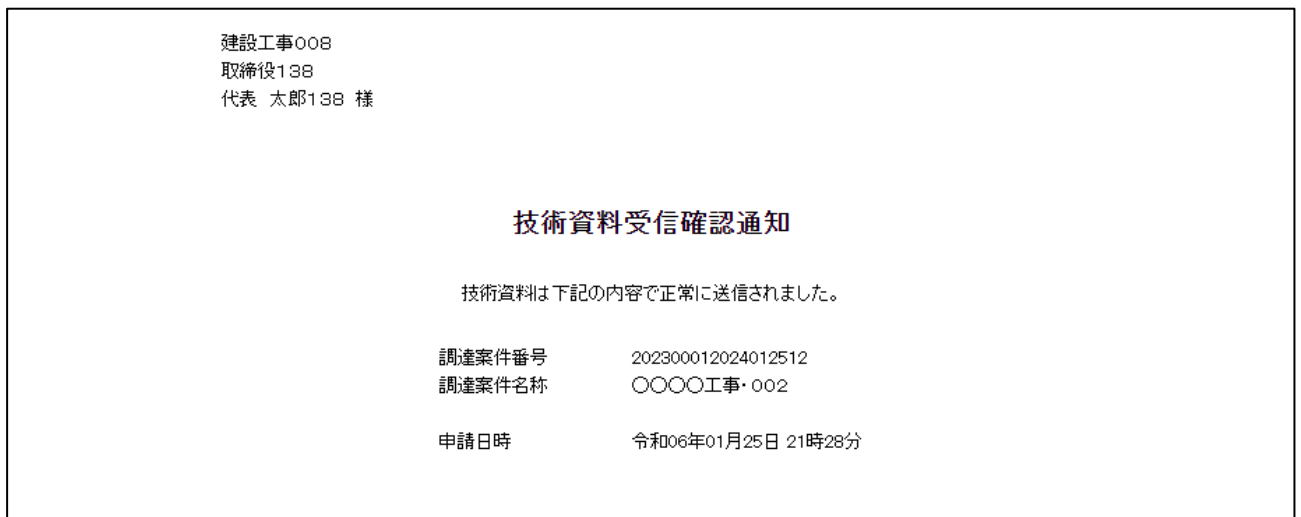 建設工事008
取締役138
代表 太郎138 様
技術資料受信確認通知
技術資料は下記の内容で正常に送信されました。
調達案件番号 202300012024012512
調達案件名称 〇〇〇〇工事・002
申請日時 令和06年01月25日 21時28分